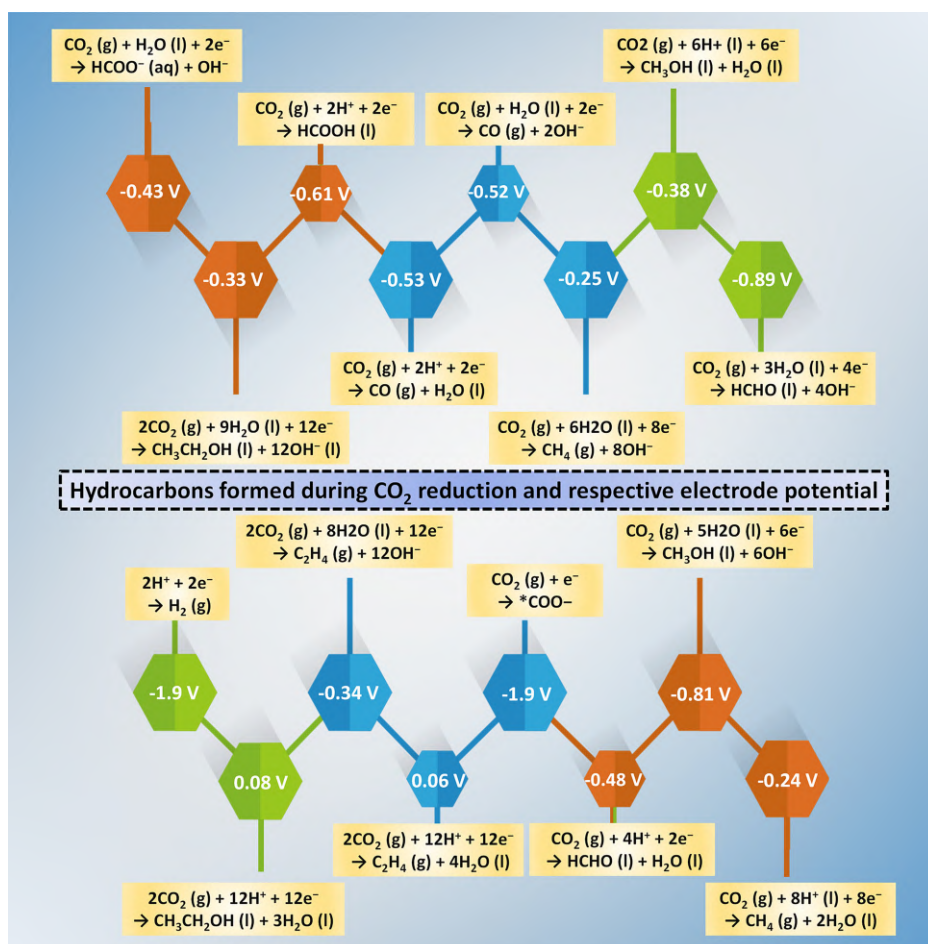 CO₂ (g) + H₂O (l) + 2e⁻
→ HCOO⁻ (aq) + OH⁻
CO2 (g) + 6H+ (l) + 6e⁻
→ CH₃OH (l) + H₂O (l)
CO₂ (g) + 2H⁺ + 2e⁻
→ HCOOH (l)
CO₂ (g) + H₂O (l) + 2e⁻
→ CO (g) + 2OH⁻
-0.43 V
-0.61 V
-0.52 V
-0.38 V
-0.33 V
-0.53 V
-0.25 V
-0.89 V
CO₂ (g) + 2H⁺ + 2e⁻
→ CO (g) + H₂O (l)
CO₂ (g) + 3H₂O (l) + 4e⁻
→ HCHO (l) + 4OH⁻
2CO₂ (g) + 9H₂O (l) + 12e⁻
→ CH₃CH₂OH (l) + 12OH⁻ (l)
CO₂ (g) + 6H2O (l) + 8e⁻
→ CH₄ (g) + 8OH⁻
Hydrocarbons formed during CO₂ reduction and respective electrode potential
2CO₂ (g) + 8H2O (l) + 12e⁻
→ C₂H₄ (g) + 12OH⁻
CO₂ (g) + 5H2O (l) + 6e⁻
→ CH₃OH (l) + 6OH⁻
2H⁺ + 2e⁻
→ H₂ (g)
CO₂ (g) + e⁻
→ *COO−
-1.9 V
-0.34 V
-1.9 V
-0.81 V
0.08 V
0.06 V
-0.48 V
-0.24 V
2CO₂ (g) + 12H⁺ + 12e⁻
→ C₂H₄ (g) + 4H₂O (l)
CO₂ (g) + 4H⁺ + 2e⁻
→ HCHO (l) + H₂O (l)
2CO₂ (g) + 12H⁺ + 12e⁻
→ CH₃CH₂OH (l) + 3H₂O (l)
CO₂ (g) + 8H⁺ (l) + 8e⁻
→ CH₄ (g) + 2H₂O (l)